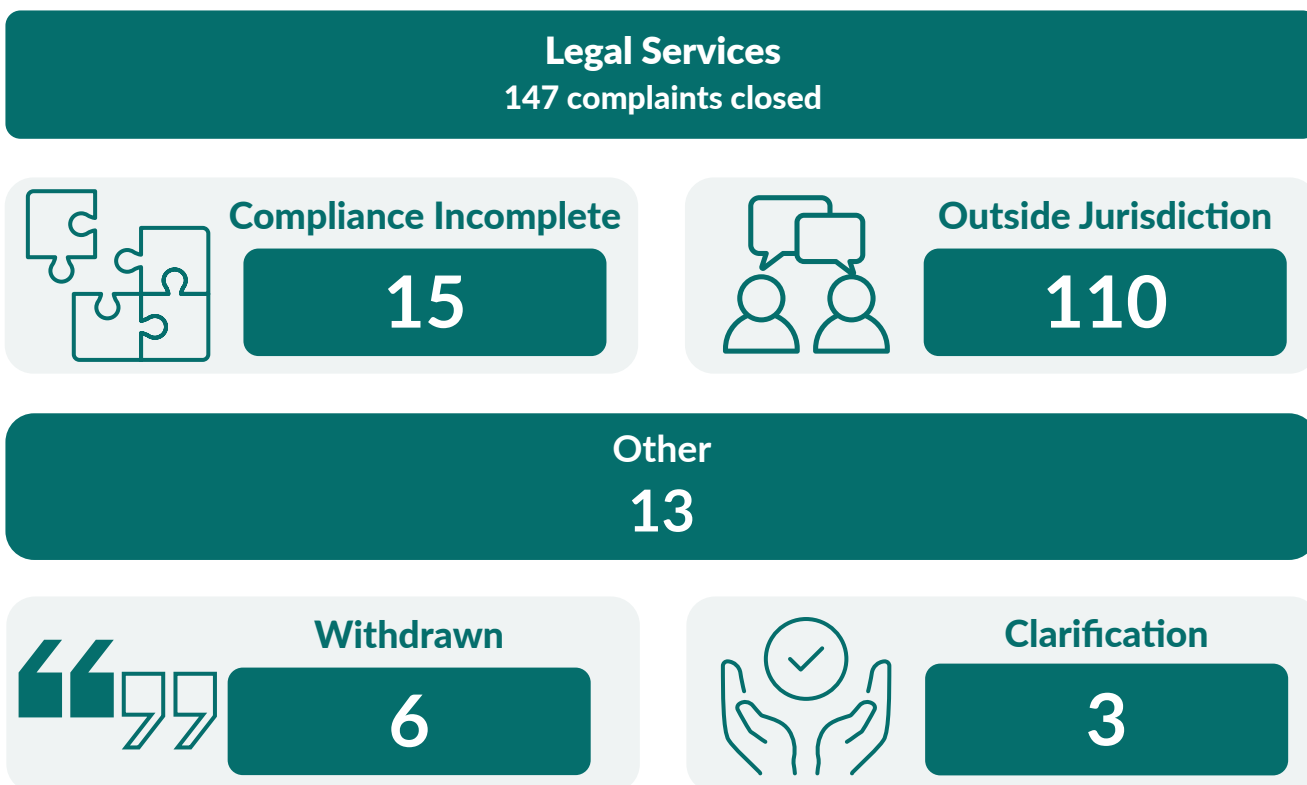 Legal Services
147 complaints closed
Compliance Incomplete
15
Outside Jurisdiction
110
Other
13
Withdrawn
6
Clarification
3